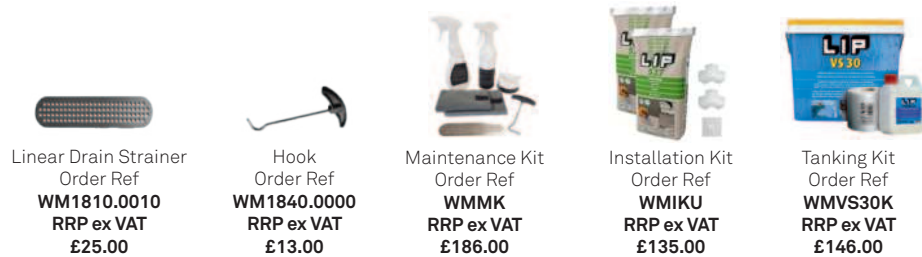 LIP
LIP
537
LIP
VS 30
Linear Drain Strainer
Order Ref
WM1810.0010
RRP ex VAT
£25.00
Hook
Order Ref
WM1840.0000
RRP ex VAT
£13.00
Maintenance Kit
Order Ref
WMMK
RRP ex VAT
£186.00
Installation Kit
Order Ref
WMIKU
RRP ex VAT
£135.00
Tanking Kit
Order Ref
WMVS30K
RRP ex VAT
£146.00